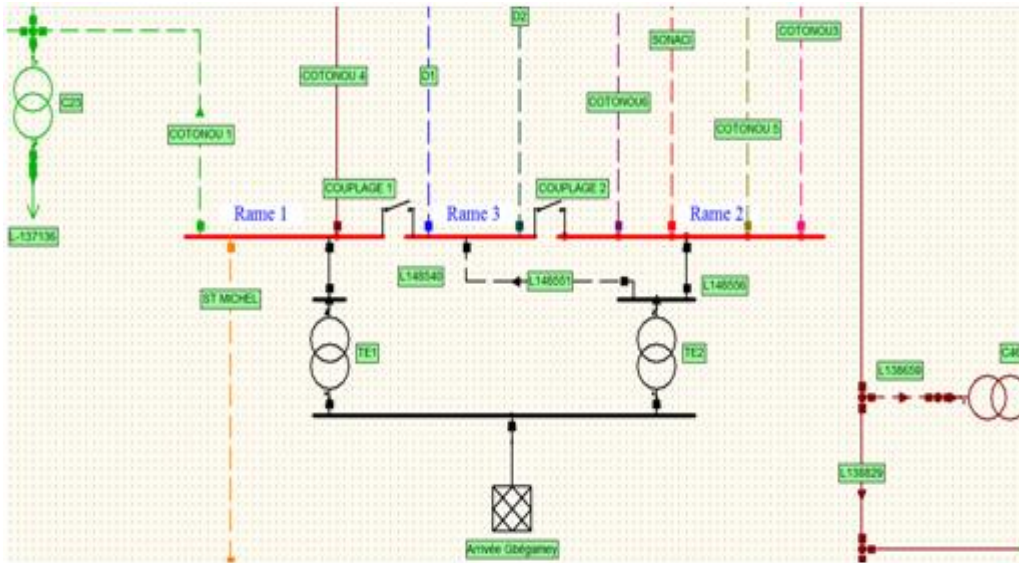 D2
C23
COTONOU 1
COTONOU 4
D1
COTONOU6
SONACI
COTONOU 5
COTONOU3
COUPLAGE 1
COUPLAGE 2
Rame 1
Rame 3
Rame 2
L-137136
ST MICHEL
L148540
L148551
L148556
TE1
TE2
L138659
L138829
Arrivée Gbégamey